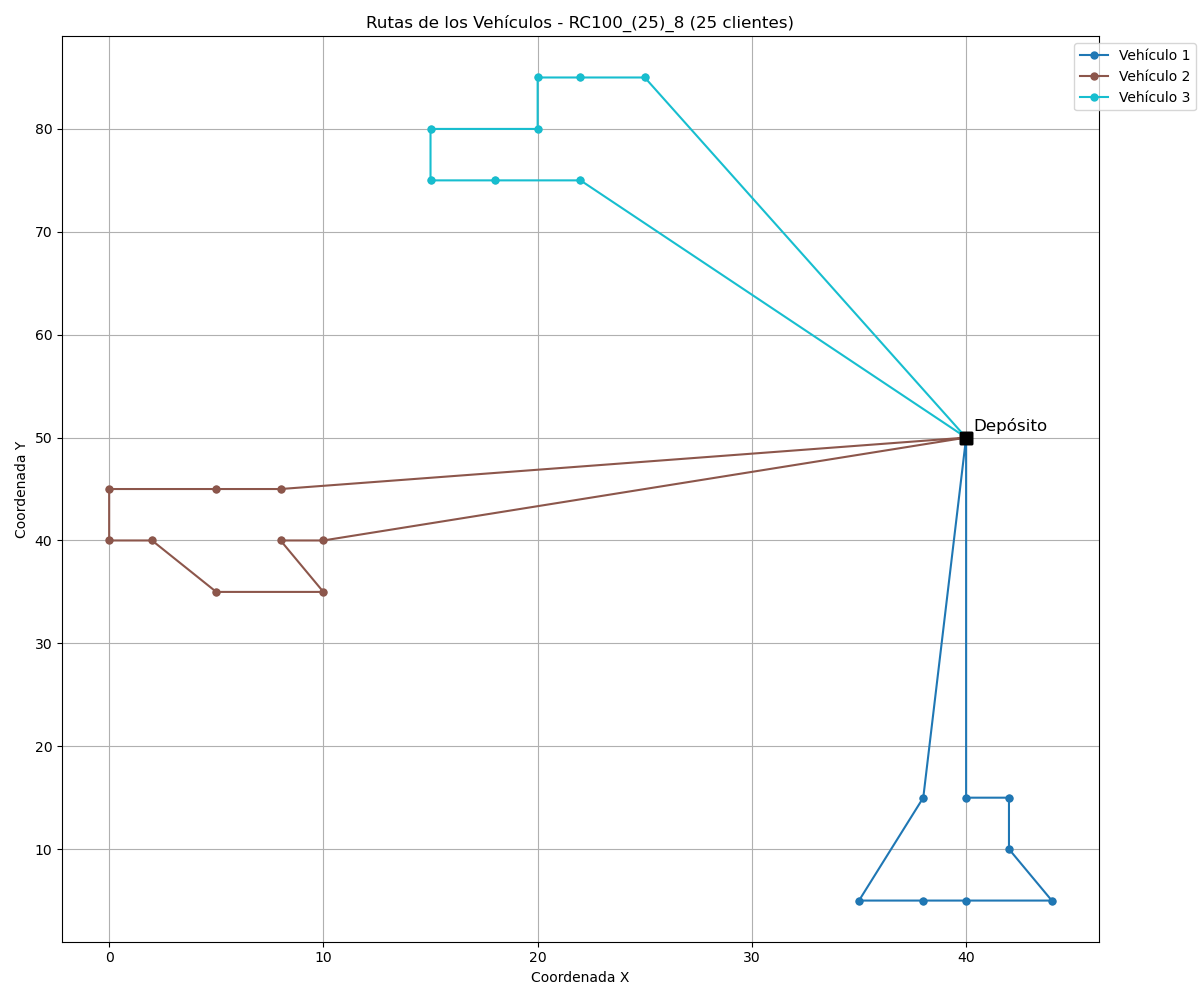 Rutas de los Vehículos - RC100_(25)_8 (25 clientes)
Vehículo 1
Vehículo 2
Vehículo 3
80
70
60
50
40
30
20
10
Coordenada Y
Depósito
0
10
20
30
40
Coordenada X